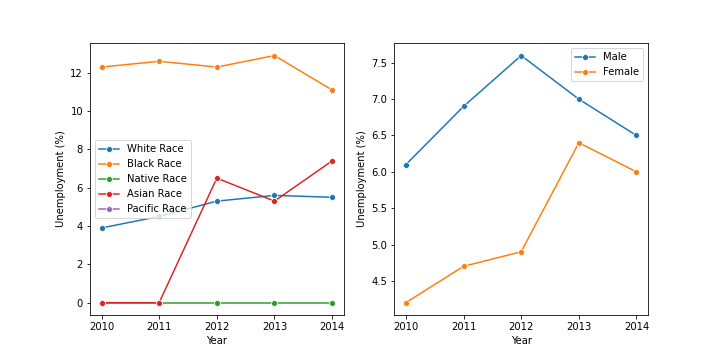 12
10
8
6
4
2
0
Unemployment (%)
White Race
Black Race
Native Race
Asian Race
Pacific Race
2010 2011 2012 2013 2014
Year
7.5
7.0
6.5
6.0
5.5
5.0
4.5
Unemployment (%)
Male
Female
2010 2011 2012 2013 2014
Year